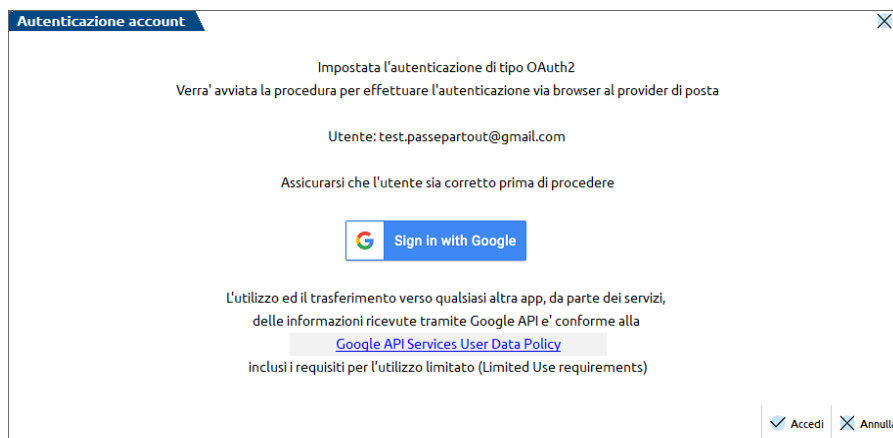 Autenticazione account
Impostata l'autenticazione di tipo OAuth2
Verra' avviata la procedura per effettuare l'autenticazione via browser al provider di posta
Utente: test.passepartout@gmail.com
Assicurarsi che l'utente sia corretto prima di procedere
Sign in with Google
L'utilizzo ed il trasferimento verso qualsiasi altra app, da parte dei servizi,
delle informazioni ricevute tramite Google API e' conforme alla
Google API Services User Data Policy
inclusi i requisiti per l'utilizzo limitato (Limited Use requirements)
Accedi Annulla